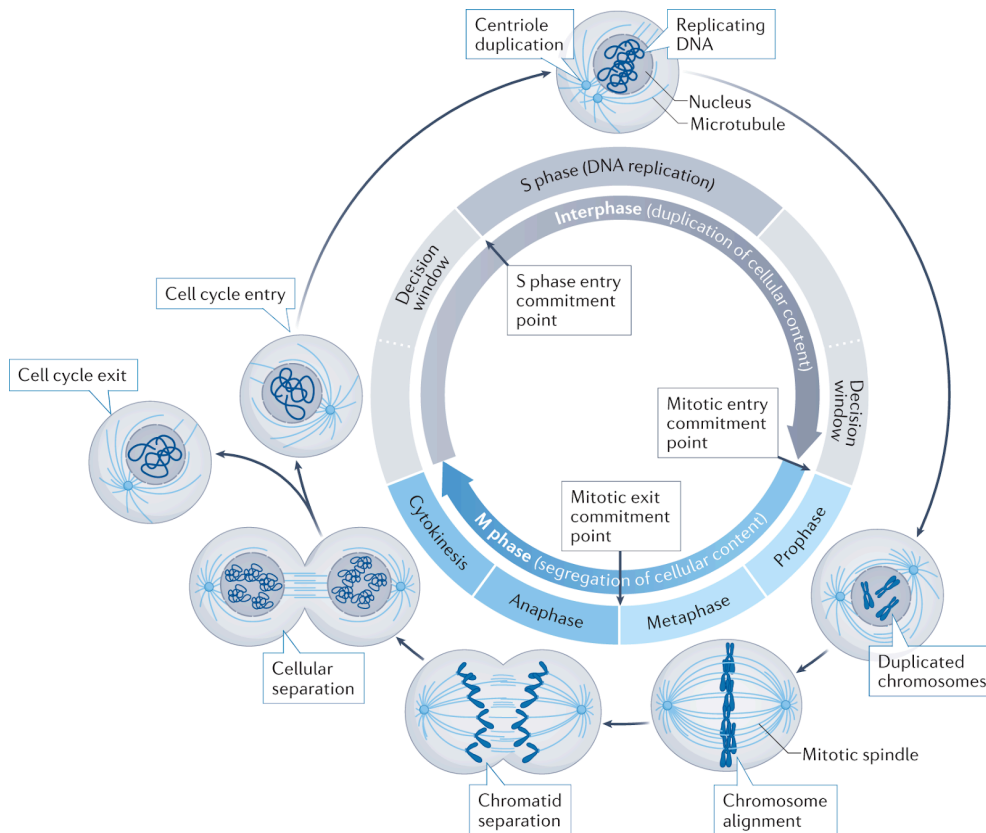 Centriole
duplication
Replicating
DNA
Nucleus
Microtubule
S phase (DNA replication)
Interphase (duplication of cellular content)
Decision
window
S phase entry
commitment
point
Cell cycle entry
Cell cycle exit
Decision
window
Mitotic entry
commitment
point
Mitotic exit
commitment
point
M phase (segregation of cellular content)
Cytokinesis
Anaphase
Metaphase
Prophase
Cellular
separation
Duplicated
chromosomes
Mitotic spindle
Chromatid
separation
Chromosome
alignment